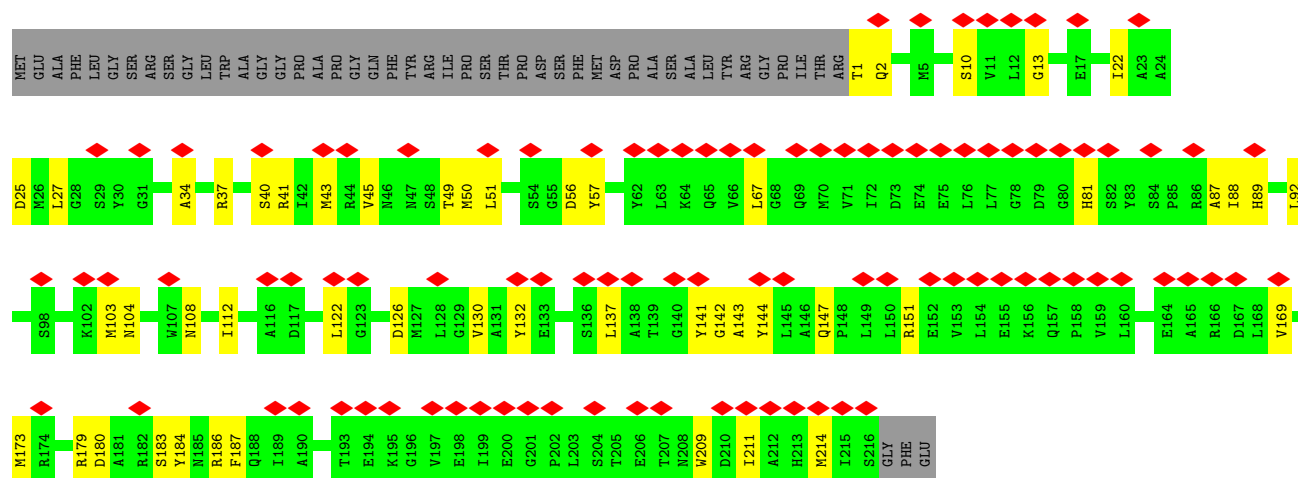 MET GLU ALA PHE LEU GLY SER ARG SER GLY LEU TRP ALA GLY GLY PRO ALA PRO GLY GLN PHE TYR ARG ILE PRO SER THR PRO ASP SER PHE MET ASP PRO ALA SER ALA LEU TYR ARG GLY PRO ILE THR ARG T1 Q2 M5 S10 V11 L12 G13 E17 I22 A23 A24
D25 M26 L27 G28 S29 Y30 G31 A34 R37 S40 R41 I42 M43 R44 V45 N46 N47 S48 T49 M50 L51 S54 G55 D56 Y57 Y62 L63 K64 Q65 V66 L67 G68 Q69 M70 V71 I72 D73 E74 E75 L76 L77 G78 D79 G80 H81 S82 Y83 S84 P85 R86 A87 I88 H89 L92
S98 K102 M103 N104 W107 N108 I112 A116 D117 L122 G123 D126 M127 L128 G129 V130 A131 Y132 E133 S136 L137 A138 T139 G140 Y141 G142 A143 Y144 L145 A146 Q147 P148 L149 L150 R151 E152 V153 L154 E155 K156 Q157 P158 V159 L160 E164 A165 R166 D167 L168 V169
M173 R174 R179 D180 A181 R182 S183 Y184 N185 R186 F187 Q188 I189 A190 T193 E194 K195 G196 V197 E198 I199 E200 G201 P202 L203 S204 T205 E206 T207 N208 W209 D210 I211 A212 H213 M214 I215 S216 GLY PHE GLU